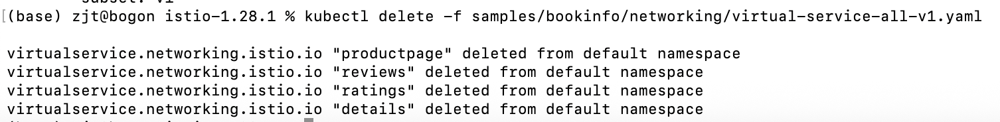 subset: v1
[(base) zjt@bogon istio-1.28.1 % kubectl delete -f samples/bookinfo/networking/virtual-service-all-v1.yaml
virtualservice.networking.istio.io "productpage" deleted from default namespace
virtualservice.networking.istio.io "reviews" deleted from default namespace
virtualservice.networking.istio.io "ratings" deleted from default namespace
virtualservice.networking.istio.io "details" deleted from default namespace